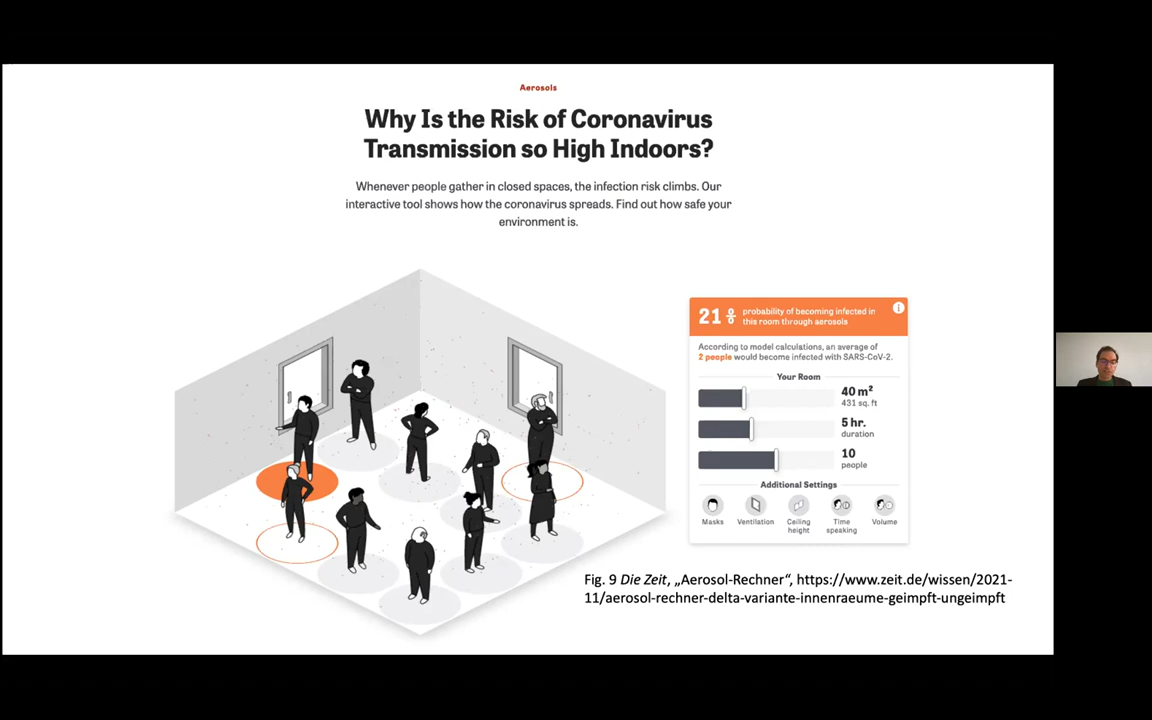 Aerosols
Why Is the Risk of Coronavirus
Transmission so High Indoors?
Whenever people gather in closed spaces, the infection risk climbs. Our
interactive tool shows how the coronavirus spreads. Find out how safe your
environment is.
21 %
probability of becoming infected in
this room through aerosols
i
According to model calculations, an average of
2 people would become infected with SARS-CoV-2.
Your Room
40 m²
431 sq. ft
5 hr.
duration
10
people
Additional Settings
Masks
Ventilation
Ceiling
height
Time
speaking
Volume
Fig. 9 Die Zeit, „Aerosol-Rechner“, https://www.zeit.de/wissen/2021-
11/aerosol-rechner-delta-variante-innenraeume-geimpft-ungeimpft